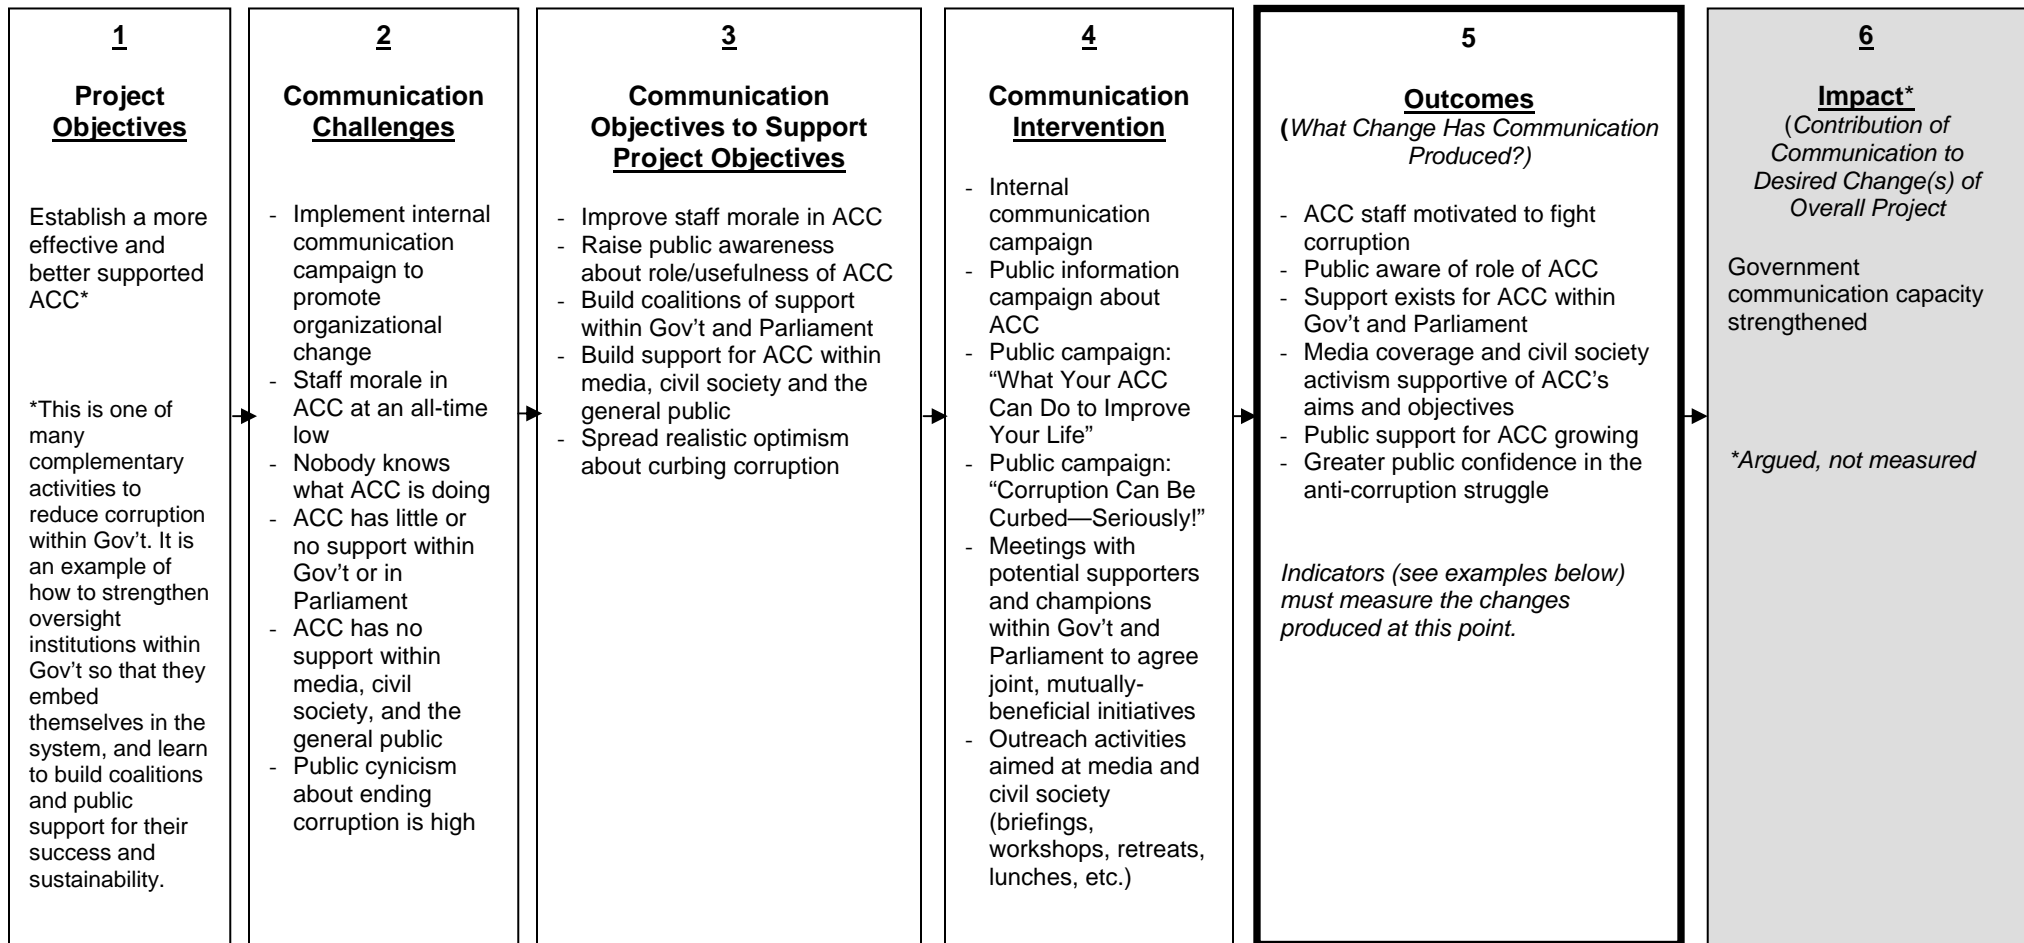 1
Project
Objectives
Establish a more
effective and
better supported
ACC*
*This is one of
many
complementary
activities to
reduce corruption
within Gov’t. It is
an example of
how to strengthen
oversight
institutions within
Gov’t so that they
embed
themselves in the
system, and learn
to build coalitions
and public
support for their
success and
sustainability.
2
Communication
Challenges
- Implement internal
communication
campaign to
promote
organizational
change
- Staff morale in
ACC at an all-time
low
- Nobody knows
what ACC is doing
- ACC has little or
no support within
Gov’t or in
Parliament
- ACC has no
support within
media, civil
society, and the
general public
- Public cynicism
about ending
corruption is high
3
Communication
Objectives to Support
Project Objectives
- Improve staff morale in ACC
- Raise public awareness
about role/usefulness of ACC
- Build coalitions of support
within Gov’t and Parliament
- Build support for ACC within
media, civil society and the
general public
- Spread realistic optimism
about curbing corruption
4
Communication
Intervention
- Internal
communication
campaign
- Public information
campaign about
ACC
- Public campaign:
“What Your ACC
Can Do to Improve
Your Life”
- Public campaign:
“Corruption Can Be
Curbed—Seriously!”
- Meetings with
potential supporters
and champions
within Gov’t and
Parliament to agree
joint, mutually-
beneficial initiatives
- Outreach activities
aimed at media and
civil society
(briefings,
workshops, retreats,
lunches, etc.)
5
Outcomes
(What Change Has Communication
Produced?)
- ACC staff motivated to fight
corruption
- Public aware of role of ACC
- Support exists for ACC within
Gov’t and Parliament
- Media coverage and civil society
activism supportive of ACC’s
aims and objectives
- Public support for ACC growing
- Greater public confidence in the
anti-corruption struggle
Indicators (see examples below)
must measure the changes
produced at this point.
6
Impact*
(Contribution of
Communication to
Desired Change(s) of
Overall Project
Government
communication capacity
strengthened
*Argued, not measured